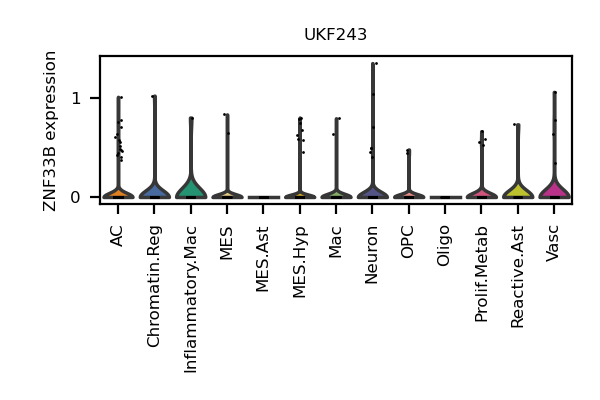 UKF243
ZNF33B expression
1
0
AC
Chromatin.Reg
Inflammatory.Mac
MES
MES.Ast
MES.Hyp
Mac
Neuron
OPC
Oligo
Prolif.Metab
Reactive.Ast
Vasc